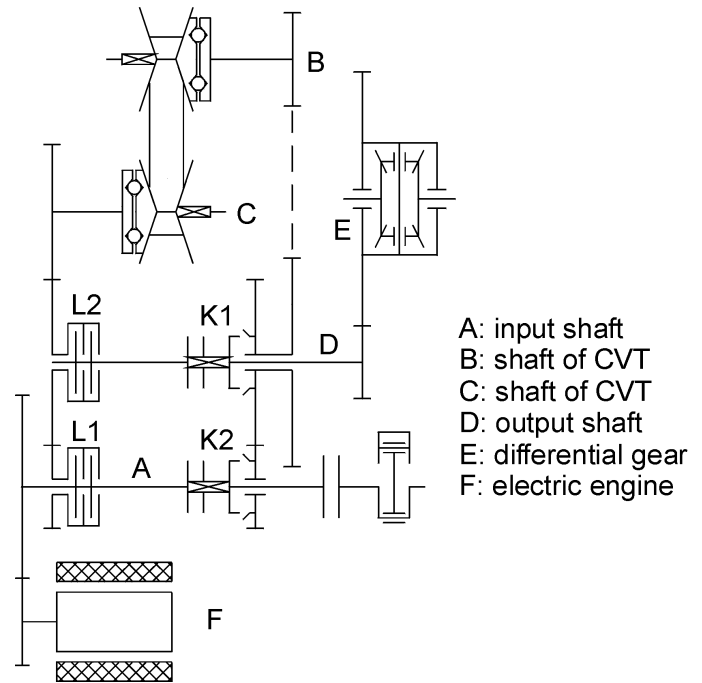 B
C
E
L2
K1
D
L1
A
K2
F
A: input shaft
B: shaft of CVT
C: shaft of CVT
D: output shaft
E: differential gear
F: electric engine